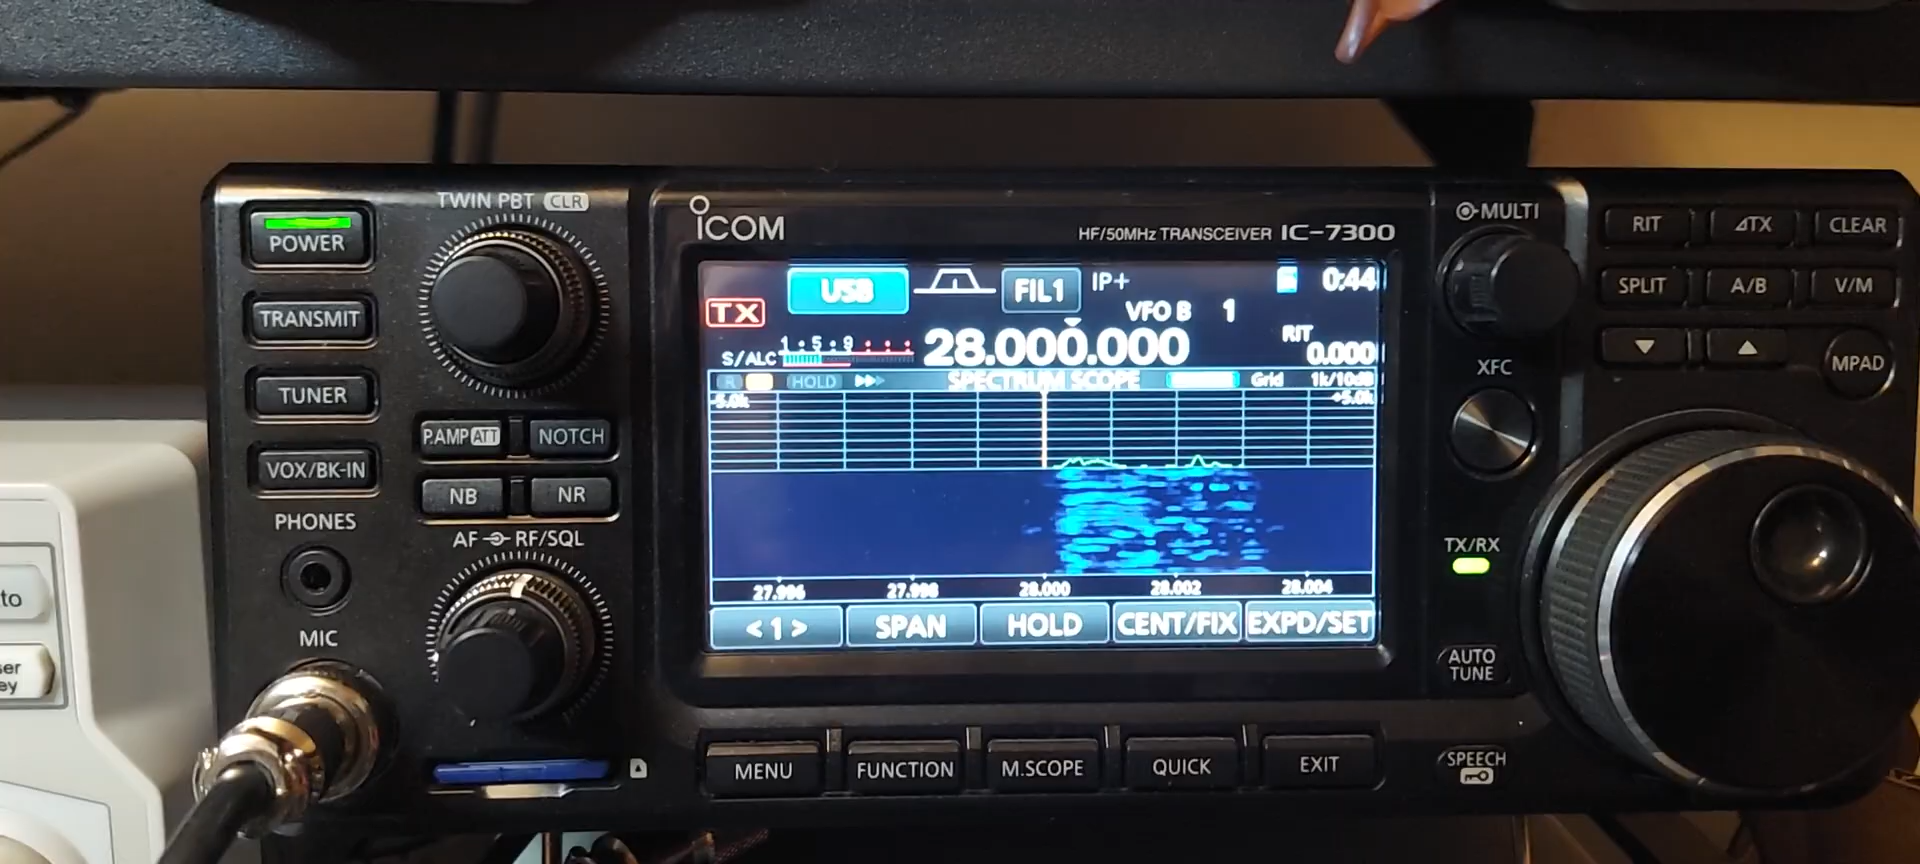 TWIN PBT CLR
POWER
TRANSMIT
TUNER
VOX/BK-IN
P.AMP ATT
NOTCH
NB
NR
PHONES
AF RF/SQL
MIC
ICOM
HF/50MHz TRANSCEIVER IC-7300
TX
USB
FIL1
IP+
0:44
VFO B 1
28.000.000
RIT
0.000
S/ALC
1 5 9
HOLD
SPECTRUM SCOPE
Grid
1k/10dB
-5.0k
+5.0k
27.996
27.998
28.000
28.002
28.004
<1>
SPAN
HOLD
CENT/FIX
EXPD/SET
MENU
FUNCTION
M.SCOPE
QUICK
EXIT
MULTI
RIT
ΔTX
CLEAR
SPLIT
A/B
V/M
XFC
MPAD
TX/RX
AUTO
TUNE
SPEECH
to
ser
ey